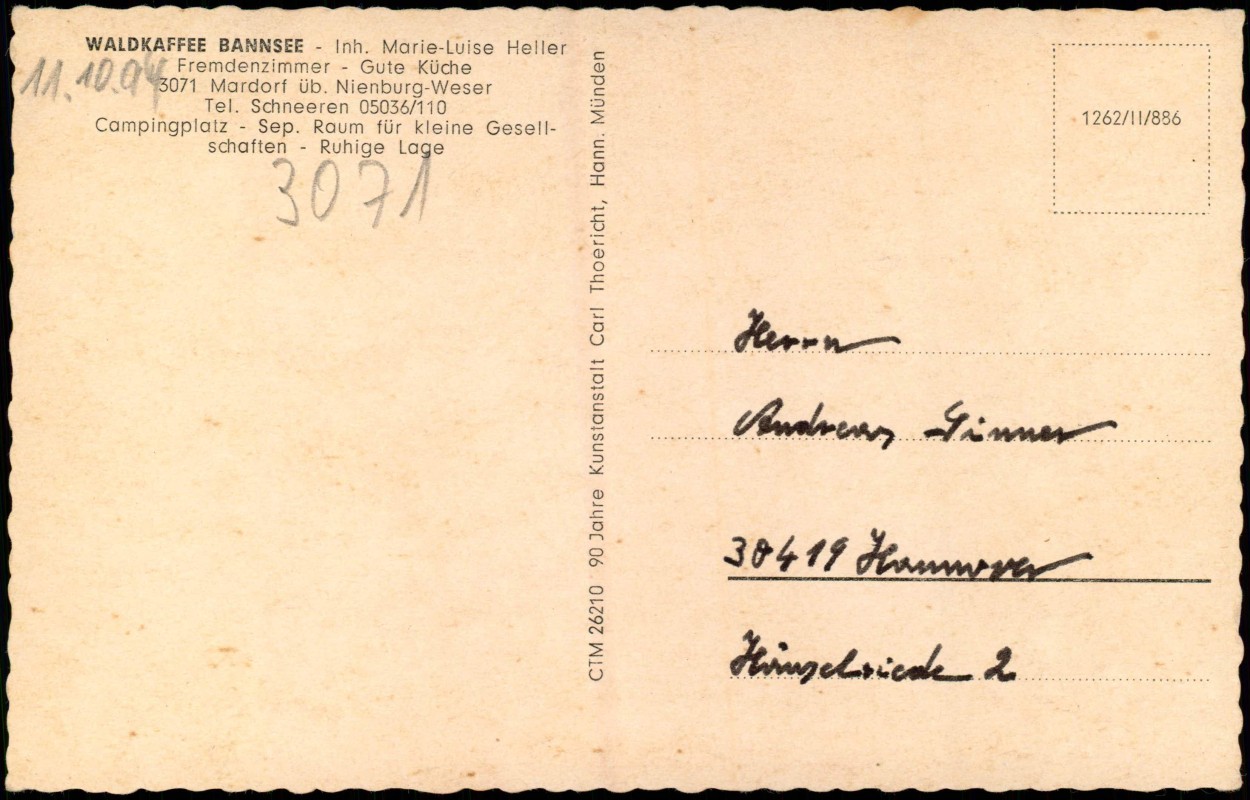 WALDKAFFEE BANNSEE - Inh. Marie-Luise Heller
Fremdenzimmer - Gute Küche
3071 Mardorf üb. Nienburg-Weser
Tel. Schneeren 05036/110
Campingplatz - Sep. Raum für kleine Gesell-
schaften - Ruhige Lage
11.10.94
3071
CTM 26210 90 Jahre Kunstanstalt Carl Thoericht, Hann. Münden
1262/II/886
Herrn
Andreas
30419 Hannover
2